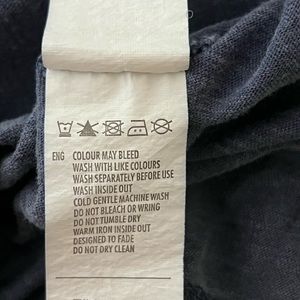 ENG COLOUR MAY BLEED
WASH WITH LIKE COLOURS
WASH SEPARATELY BEFORE USE
WASH INSIDE OUT
COLD GENTLE MACHINE WASH
DO NOT BLEACH OR WRING
DO NOT TUMBLE DRY
WARM IRON INSIDE OUT
DESIGNED TO FADE
DO NOT DRY CLEAN